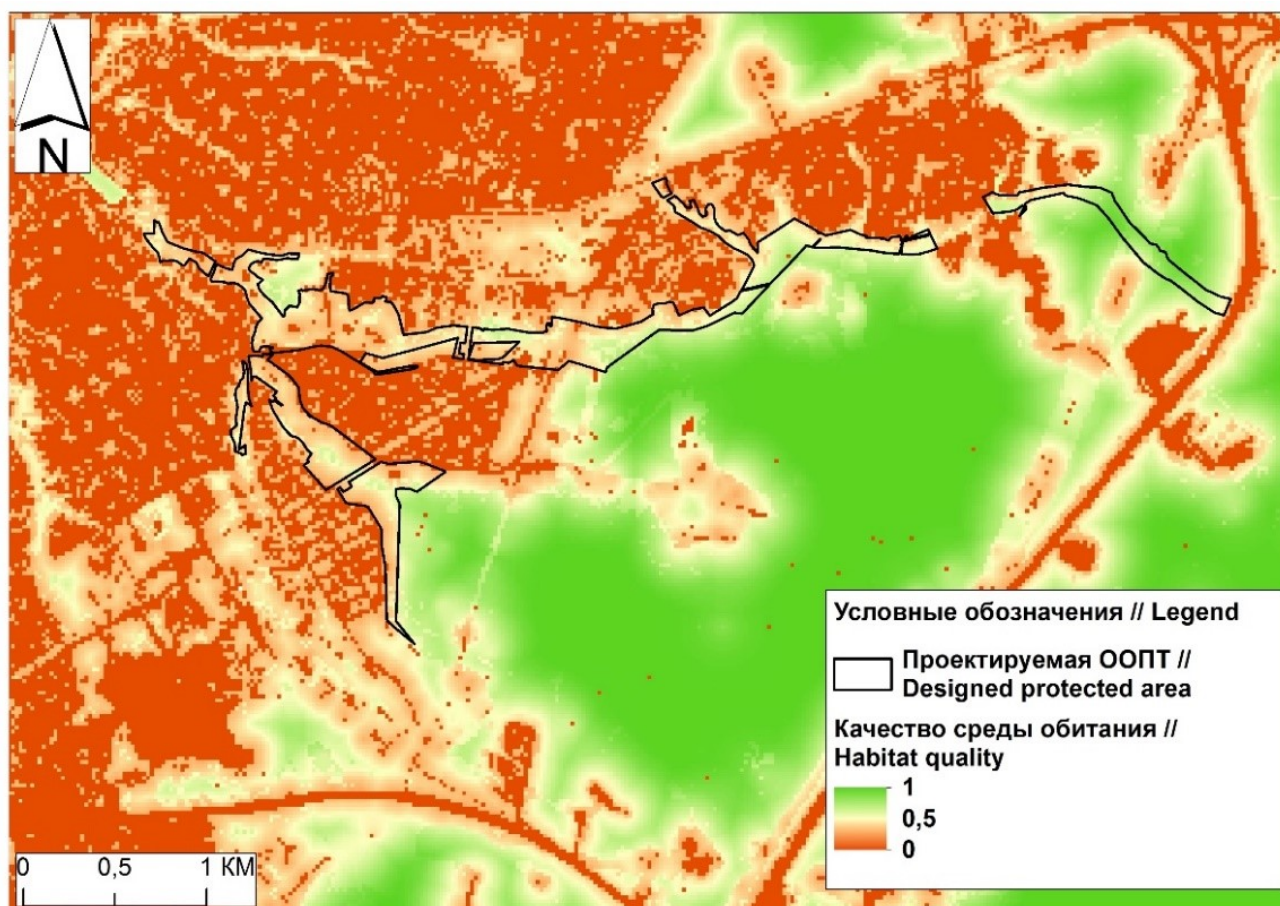 N
Условные обозначения // Legend
Проектируемая ООПТ //
Designed protected area
Качество среды обитания //
Habitat quality
1
0,5
0
0 0,5 1 КМ